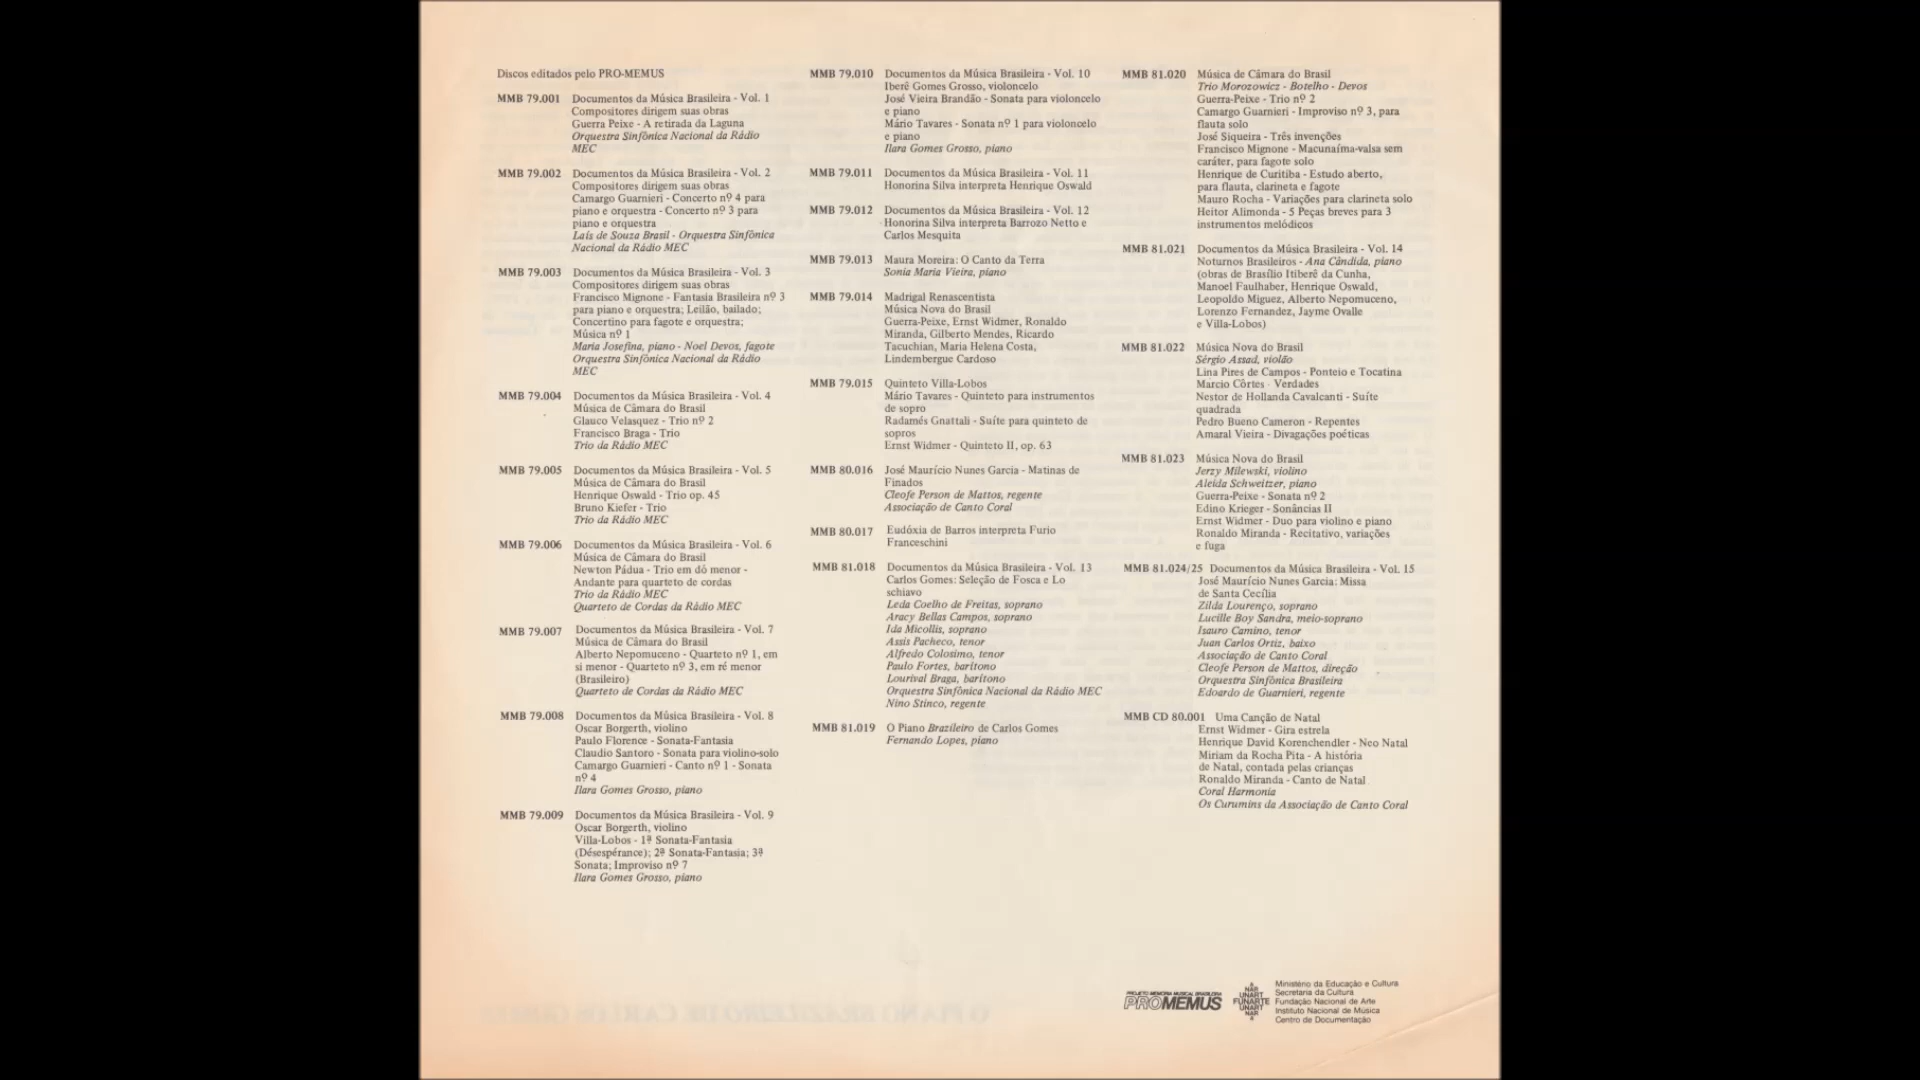 Discos editados pelo PRO-MEMUS
MMB 79.001 Documentos da Música Brasileira - Vol. 1
Compositores dirigem suas obras
Guerra Peixe - A retirada da Laguna
Orquestra Sinfônica Nacional da Rádio
MEC
MMB 79.002 Documentos da Música Brasileira - Vol. 2
Compositores dirigem suas obras
Camargo Guarnieri - Concerto nº 4 para
piano e orquestra - Concerto nº 3 para
piano e orquestra
Laís de Souza Brasil - Orquestra Sinfônica
Nacional da Rádio MEC
MMB 79.003 Documentos da Música Brasileira - Vol. 3
Compositores dirigem suas obras
Francisco Mignone - Fantasia Brasileira nº 3
para piano e orquestra; Leilão, bailado;
Concertino para fagote e orquestra;
Música nº 1
Maria Josefina, piano - Noel Devos, fagote
Orquestra Sinfônica Nacional da Rádio
MEC
MMB 79.004 Documentos da Música Brasileira - Vol. 4
Música de Câmara do Brasil
Glauco Velasquez - Trio nº 2
Francisco Braga - Trio
Trio da Rádio MEC
MMB 79.005 Documentos da Música Brasileira - Vol. 5
Música de Câmara do Brasil
Henrique Oswald - Trio op. 45
Bruno Kiefer - Trio
Trio da Rádio MEC
MMB 79.006 Documentos da Música Brasileira - Vol. 6
Música de Câmara do Brasil
Newton Pádua - Trio em dó menor -
Andante para quarteto de cordas
Trio da Rádio MEC
Quarteto de Cordas da Rádio MEC
MMB 79.007 Documentos da Música Brasileira - Vol. 7
Música de Câmara do Brasil
Alberto Nepomuceno - Quarteto nº 1, em
si menor - Quarteto nº 3, em ré menor
(Brasileiro)
Quarteto de Cordas da Rádio MEC
MMB 79.008 Documentos da Música Brasileira - Vol. 8
Oscar Borgerth, violino
Paulo Florence - Sonata-Fantasia
Claudio Santoro - Sonata para violino-solo
Camargo Guarnieri - Canto nº 1 - Sonata
nº 4
Ilara Gomes Grosso, piano
MMB 79.009 Documentos da Música Brasileira - Vol. 9
Oscar Borgerth, violino
Villa-Lobos - 1ª Sonata-Fantasia
(Désespérance); 2ª Sonata-Fantasia; 3ª
Sonata; Improviso nº 7
Ilara Gomes Grosso, piano
MMB 79.010 Documentos da Música Brasileira - Vol. 10
Iberê Gomes Grosso, violoncelo
José Vieira Brandão - Sonata para violoncelo
e piano
Mário Tavares - Sonata nº 1 para violoncelo
e piano
Ilara Gomes Grosso, piano
MMB 79.011 Documentos da Música Brasileira - Vol. 11
Honorina Silva interpreta Henrique Oswald
MMB 79.012 Documentos da Música Brasileira - Vol. 12
Honorina Silva interpreta Barrozo Netto e
Carlos Mesquita
MMB 79.013 Maura Moreira: O Canto da Terra
Sonia Maria Vieira, piano
MMB 79.014 Madrigal Renascentista
Música Nova do Brasil
Guerra-Peixe, Ernst Widmer, Ronaldo
Miranda, Gilberto Mendes, Ricardo
Tacuchian, Maria Helena Costa,
Lindembergue Cardoso
MMB 79.015 Quinteto Villa-Lobos
Mário Tavares - Quinteto para instrumentos
de sopro
Radamés Gnattali - Suíte para quinteto de
sopros
Ernst Widmer - Quinteto II, op. 63
MMB 80.016 José Maurício Nunes Garcia - Matinas de
Finados
Cleofe Person de Mattos, regente
Associação de Canto Coral
MMB 80.017 Eudóxia de Barros interpreta Furio
Franceschini
MMB 81.018 Documentos da Música Brasileira - Vol. 13
Carlos Gomes: Seleção de Fosca e Lo
schiavo
Leda Coelho de Freitas, soprano
Aracy Bellas Campos, soprano
Ida Micollis, soprano
Assis Pacheco, tenor
Alfredo Colosimo, tenor
Paulo Fortes, barítono
Lourival Braga, barítono
Orquestra Sinfônica Nacional da Rádio MEC
Nino Stinco, regente
MMB 81.019 O Piano Brazileiro de Carlos Gomes
Fernando Lopes, piano
MMB 81.020 Música de Câmara do Brasil
Trio Morozowicz - Botelho - Devos
Guerra-Peixe - Trio nº 2
Camargo Guarnieri - Improviso nº 3, para
flauta solo
José Siqueira - Três invenções
Francisco Mignone - Macunaíma-valsa sem
caráter, para fagote solo
Henrique de Curitiba - Estudo aberto,
para flauta, clarineta e fagote
Mauro Rocha - Variações para clarineta solo
Heitor Alimonda - 5 Peças breves para 3
instrumentos melódicos
MMB 81.021 Documentos da Música Brasileira - Vol. 14
Noturnos Brasileiros - Ana Cândida, piano
(obras de Brasílio Itiberê da Cunha,
Manoel Faulhaber, Henrique Oswald,
Leopoldo Miguez, Alberto Nepomuceno,
Lorenzo Fernandez, Jayme Ovalle
e Villa-Lobos)
MMB 81.022 Música Nova do Brasil
Sérgio Assad, violão
Lina Pires de Campos - Ponteio e Tocatina
Marcio Côrtes - Verdades
Nestor de Hollanda Cavalcanti - Suíte
quadrada
Pedro Bueno Cameron - Repentes
Amaral Vieira - Divagações poéticas
MMB 81.023 Música Nova do Brasil
Jerzy Milewski, violino
Aleida Schweitzer, piano
Guerra-Peixe - Sonata nº 2
Edino Krieger - Sonâncias II
Ernst Widmer - Duo para violino e piano
Ronaldo Miranda - Recitativo, variações
e fuga
MMB 81.024/25 Documentos da Música Brasileira - Vol. 15
José Maurício Nunes Garcia: Missa
de Santa Cecília
Zilda Lourenço, soprano
Lucille Boy Sandra, meio-soprano
Isauro Camino, tenor
Juan Carlos Ortiz, baixo
Associação de Canto Coral
Cleofe Person de Mattos, direção
Orquestra Sinfônica Brasileira
Edoardo de Guarnieri, regente
MMB CD 80.001 Uma Canção de Natal
Ernst Widmer - Gira estrela
Henrique David Korenchendler - Neo Natal
Miriam da Rocha Pita - A história
de Natal, contada pelas crianças
Ronaldo Miranda - Canto de Natal
Coral Harmonia
Os Curumins da Associação de Canto Coral
PROJETO MEMÓRIA MUSICAL BRASILEIRA
PROMEMUS
A
NAR
UNART
FUNARTE
UNART
NAR
A
Ministério da Educação e Cultura
Secretaria da Cultura
Fundação Nacional de Arte
Instituto Nacional de Música
Centro de Documentação